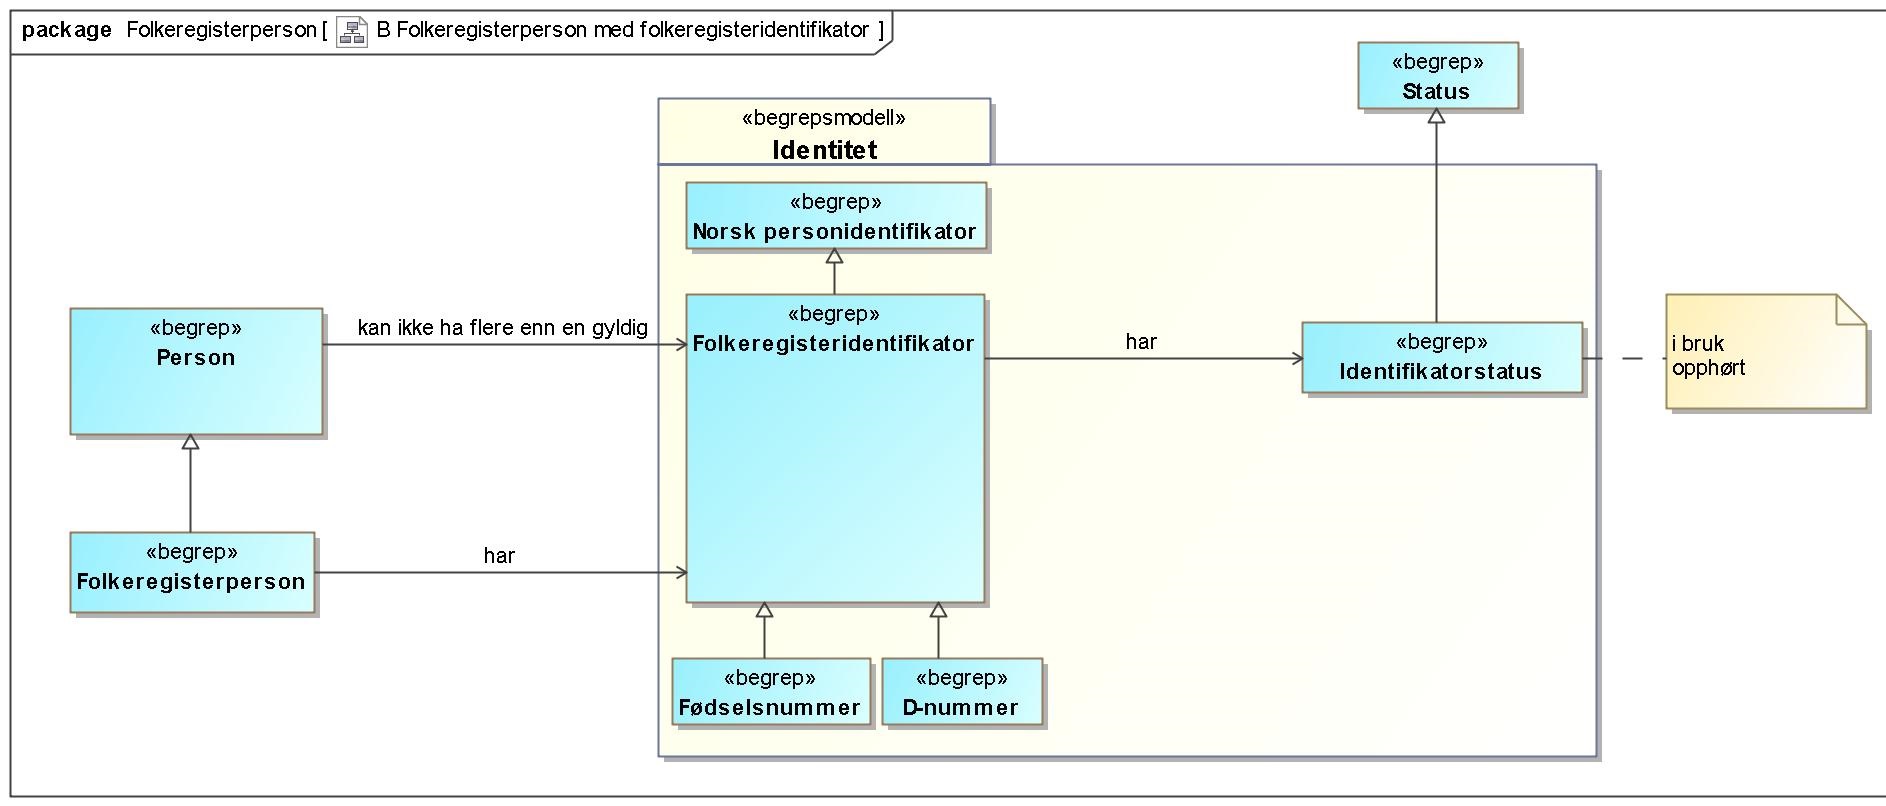 package Folkeregisterperson [ B Folkeregisterperson med folkeregisteridentifikator ]
«begrep»
Status
«begrepsmodell»
Identitet
«begrep»
Norsk personidentifikator
«begrep»
Person
kan ikke ha flere enn en gyldig
«begrep»
Folkeregisteridentifikator
har
«begrep»
Identifikatorstatus
i bruk
opphørt
«begrep»
Folkeregisterperson
har
«begrep»
Fødselsnummer
«begrep»
D-nummer